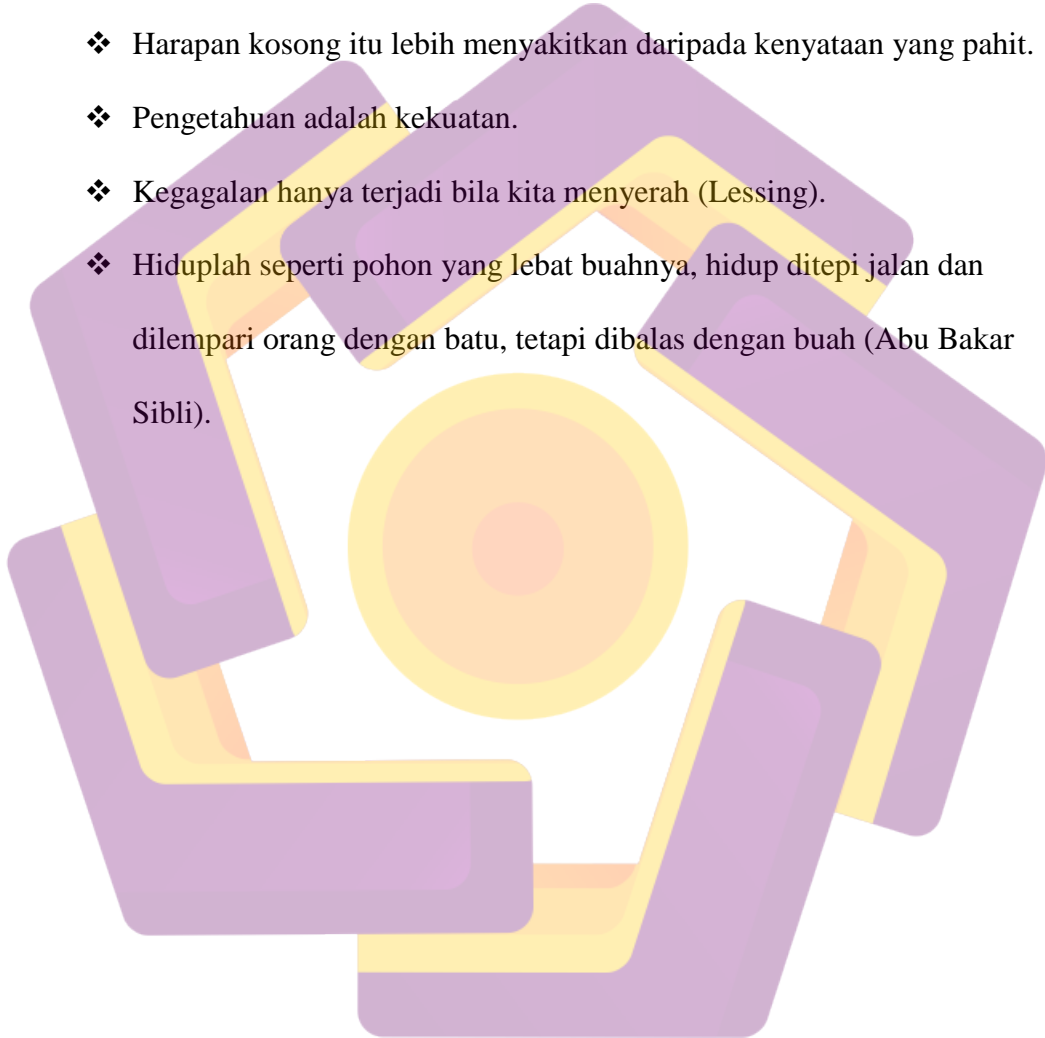 ❖ Harapan kosong itu lebih menyakitkan daripada kenyataan yang pahit.
❖ Pengetahuan adalah kekuatan.
❖ Kegagalan hanya terjadi bila kita menyerah (Lessing).
❖ Hiduplah seperti pohon yang lebat buahnya, hidup ditepi jalan dan
dilempari orang dengan batu, tetapi dibalas dengan buah (Abu Bakar
Sibli).